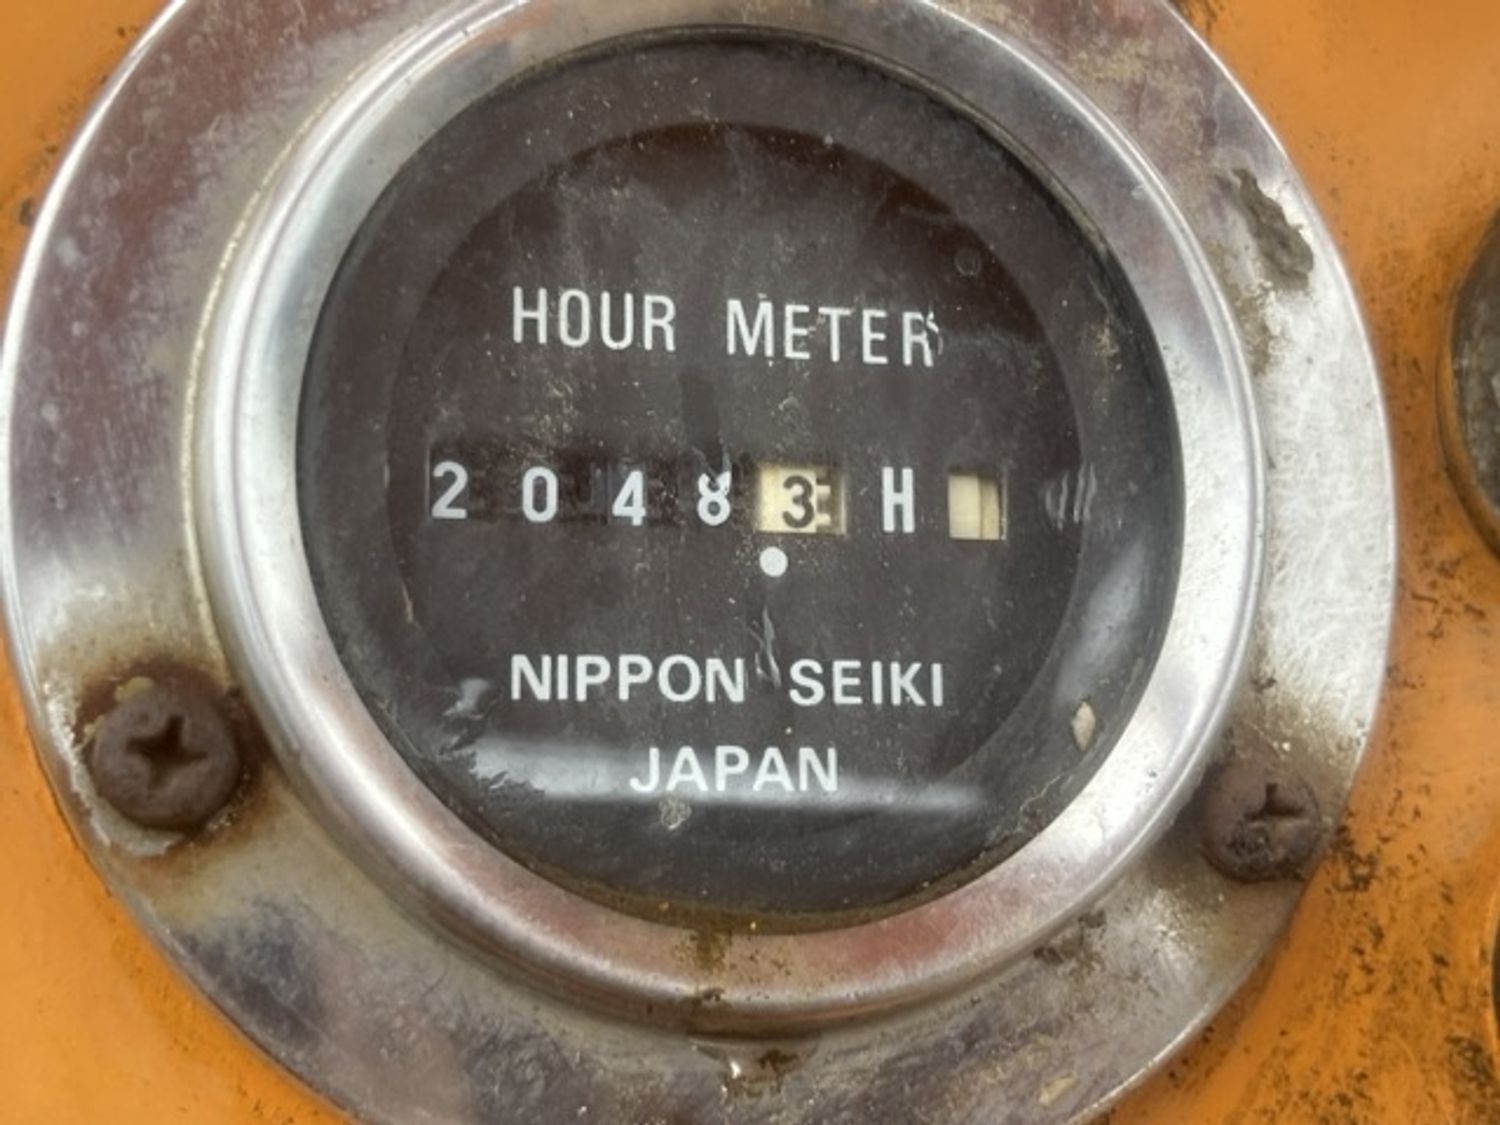 HOUR METER
2 0 4 8 3 H
NIPPON SEIKI
JAPAN